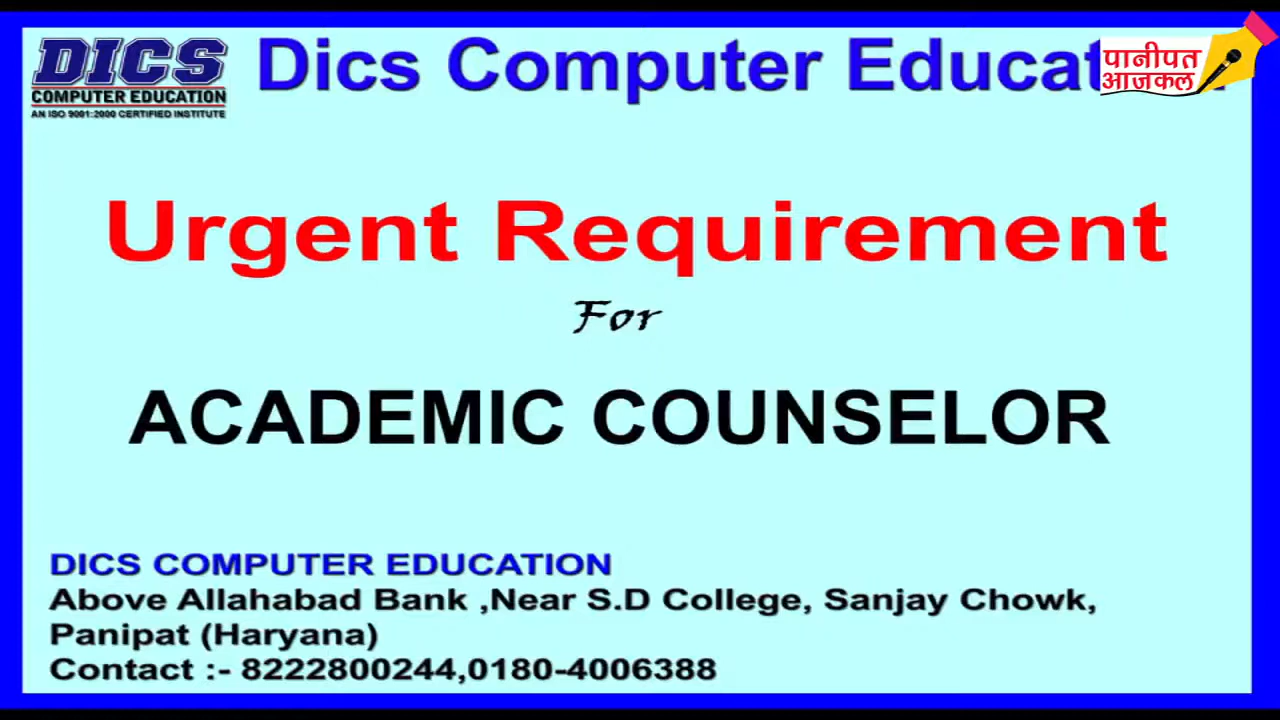 DICS
COMPUTER EDUCATION
AN ISO 9001:2000 CERTIFIED INSTITUTE
Dics Computer
पानीपत
आजकल
Urgent Requirement
For
ACADEMIC COUNSELOR
DICS COMPUTER EDUCATION
Above Allahabad Bank ,Near S.D College, Sanjay Chowk,
Panipat (Haryana)
Contact :- 8222800244,0180-4006388